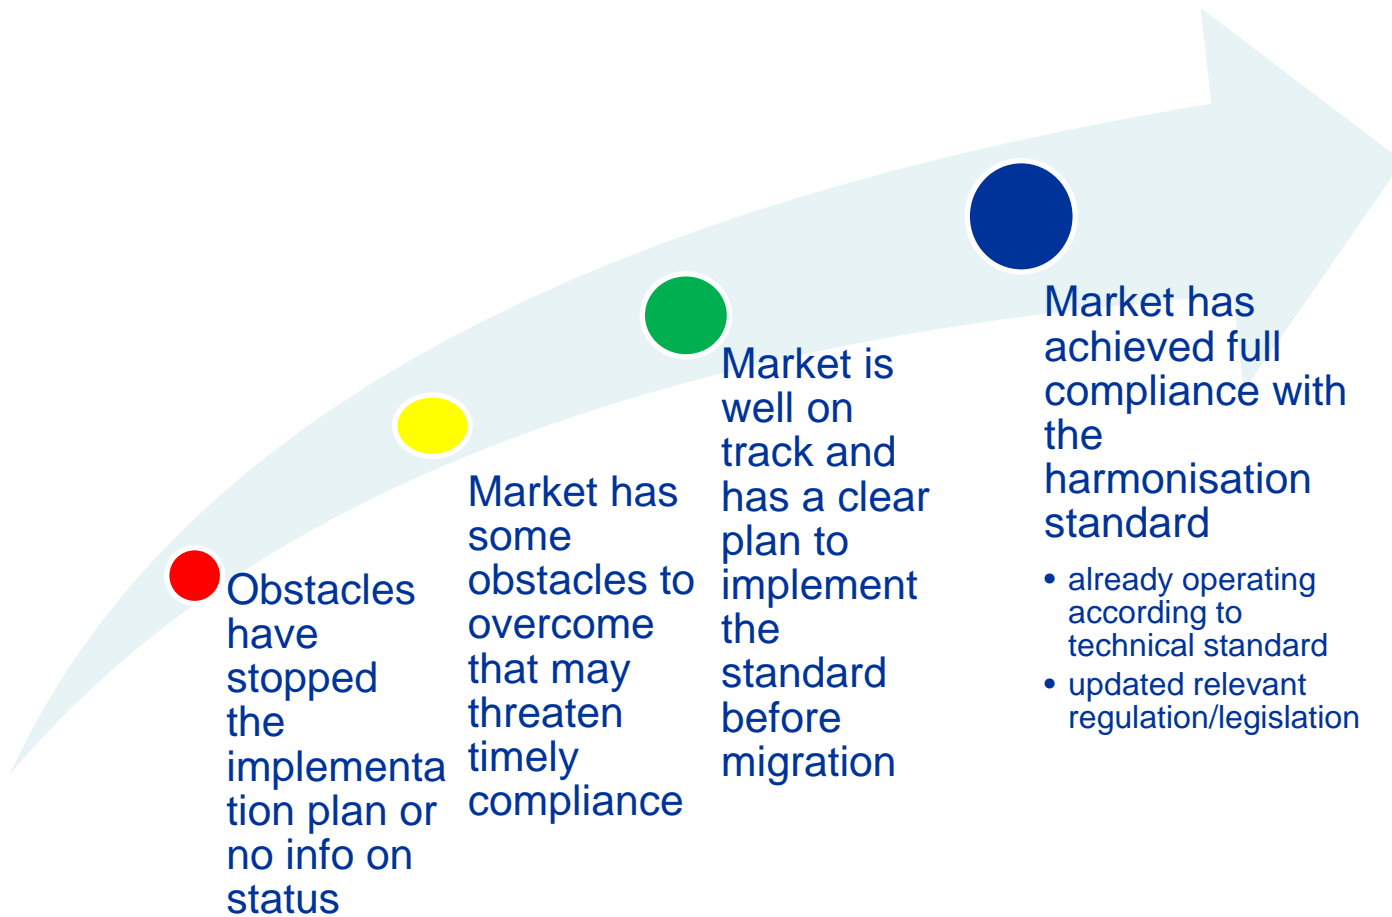 Obstacles
have
stopped
the
implementa
tion plan or
no info on
status
Market has
some
obstacles to
overcome
that may
threaten
timely
compliance
Market is
well on
track and
has a clear
plan to
implement
the
standard
before
migration
Market has
achieved full
compliance with
the
harmonisation
standard
• already operating
according to
technical standard
• updated relevant
regulation/legislation